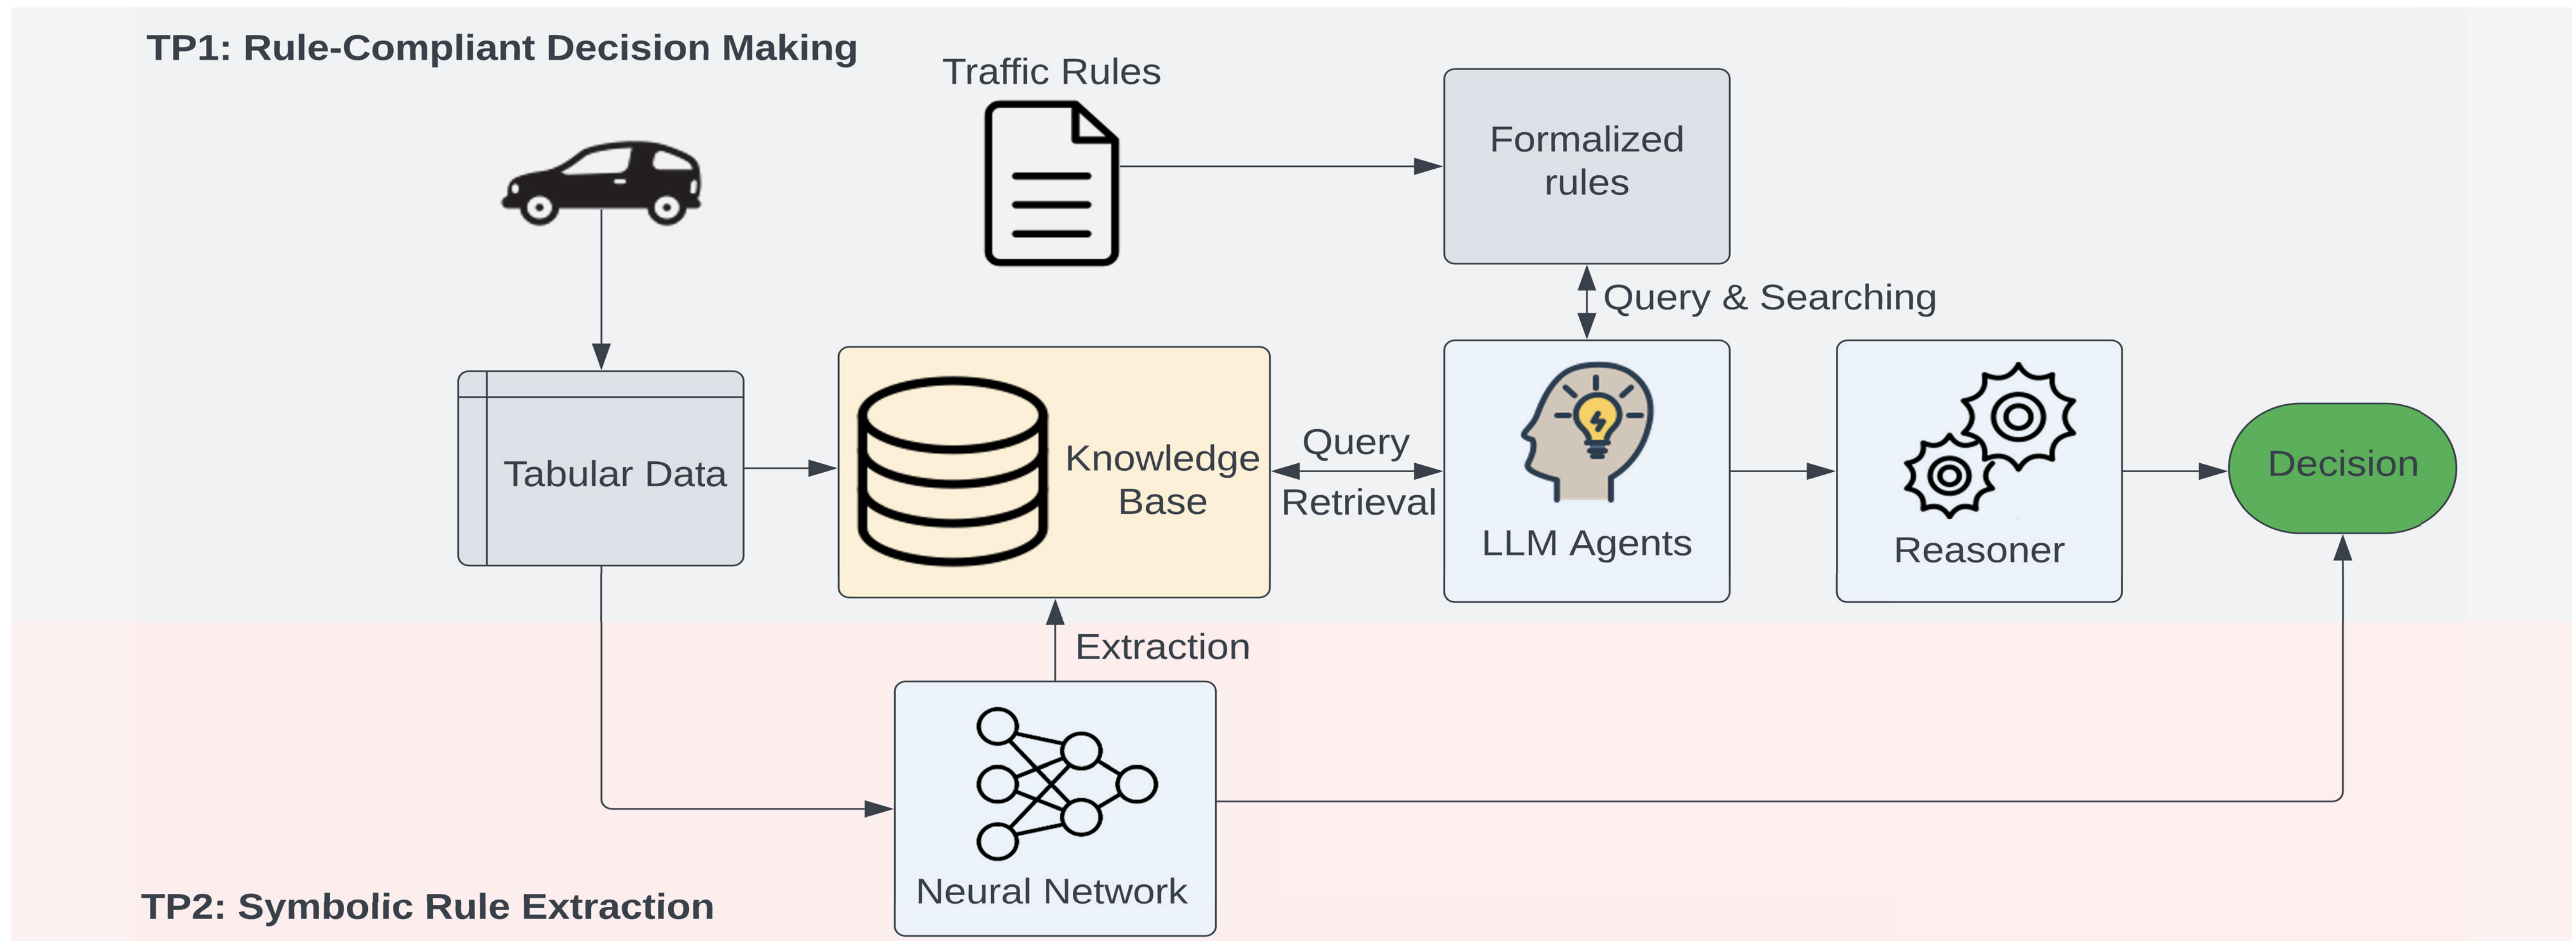 TP1: Rule-Compliant Decision Making
Traffic Rules
Formalized
rules
Query & Searching
Tabular Data
Knowledge
Base
Query
Retrieval
LLM Agents
Reasoner
Decision
Extraction
Neural Network
TP2: Symbolic Rule Extraction